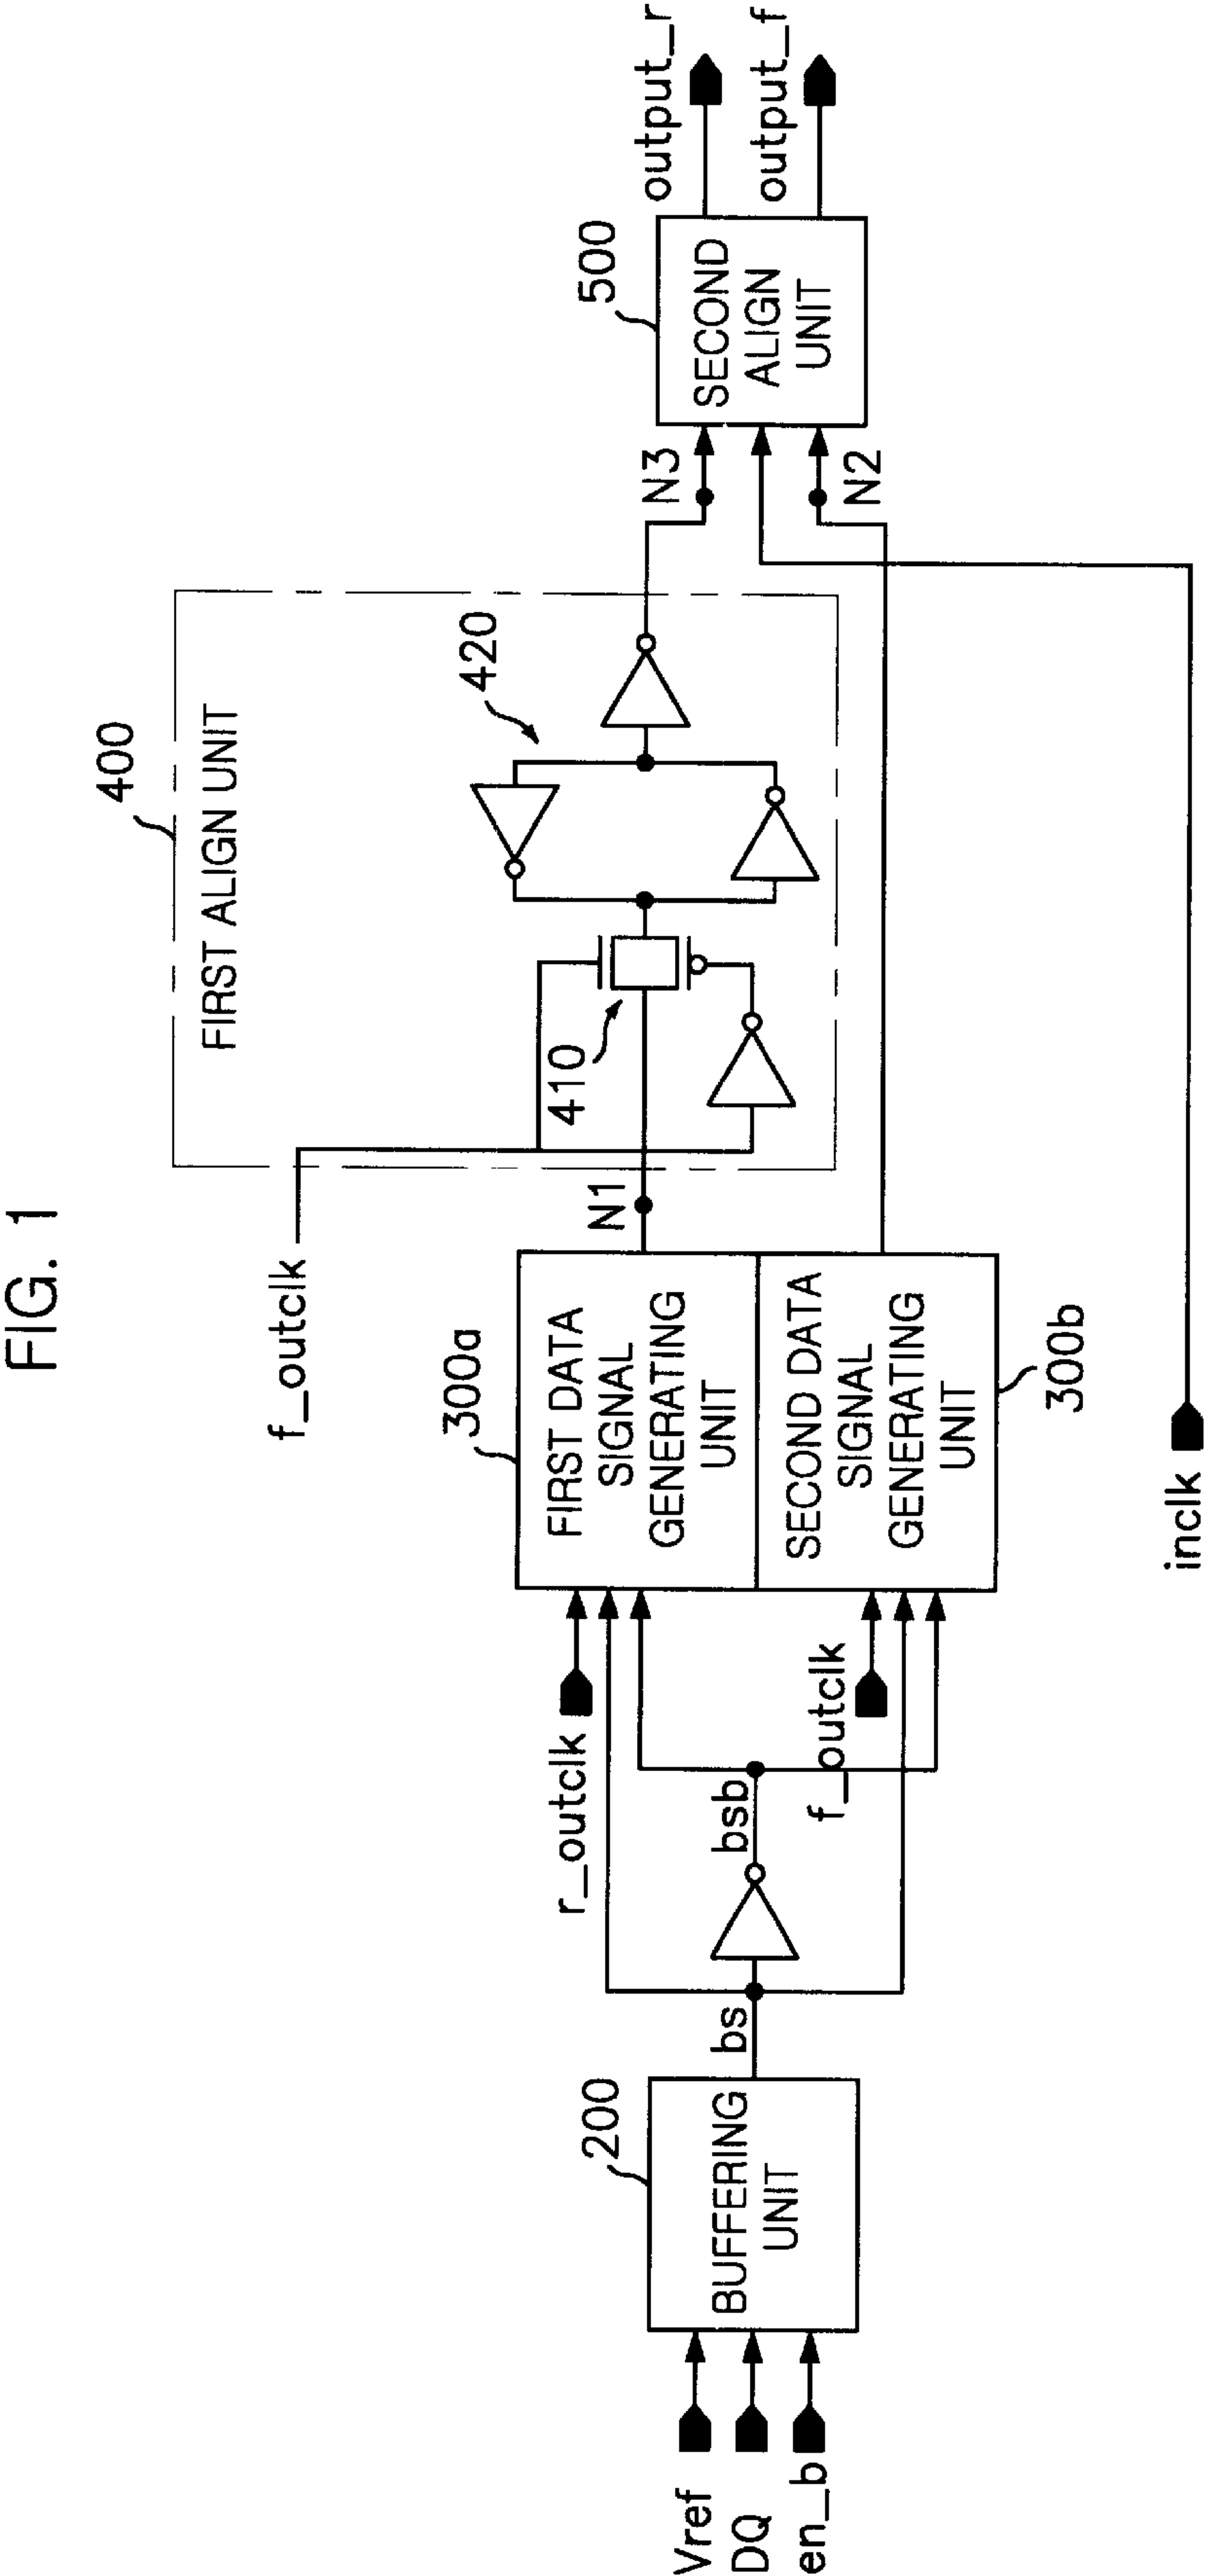 FIG. 1
Vref
DQ
en_b
200
BUFFERING
UNIT
bs
bsb
r_outclk
f_outclk
300a
FIRST DATA
SIGNAL
GENERATING
UNIT
SECOND DATA
SIGNAL
GENERATING
UNIT
300b
inclk
f_outclk
N1
400
FIRST ALIGN UNIT
410
420
N3
N2
500
SECOND
ALIGN
UNIT
output_r
output_f